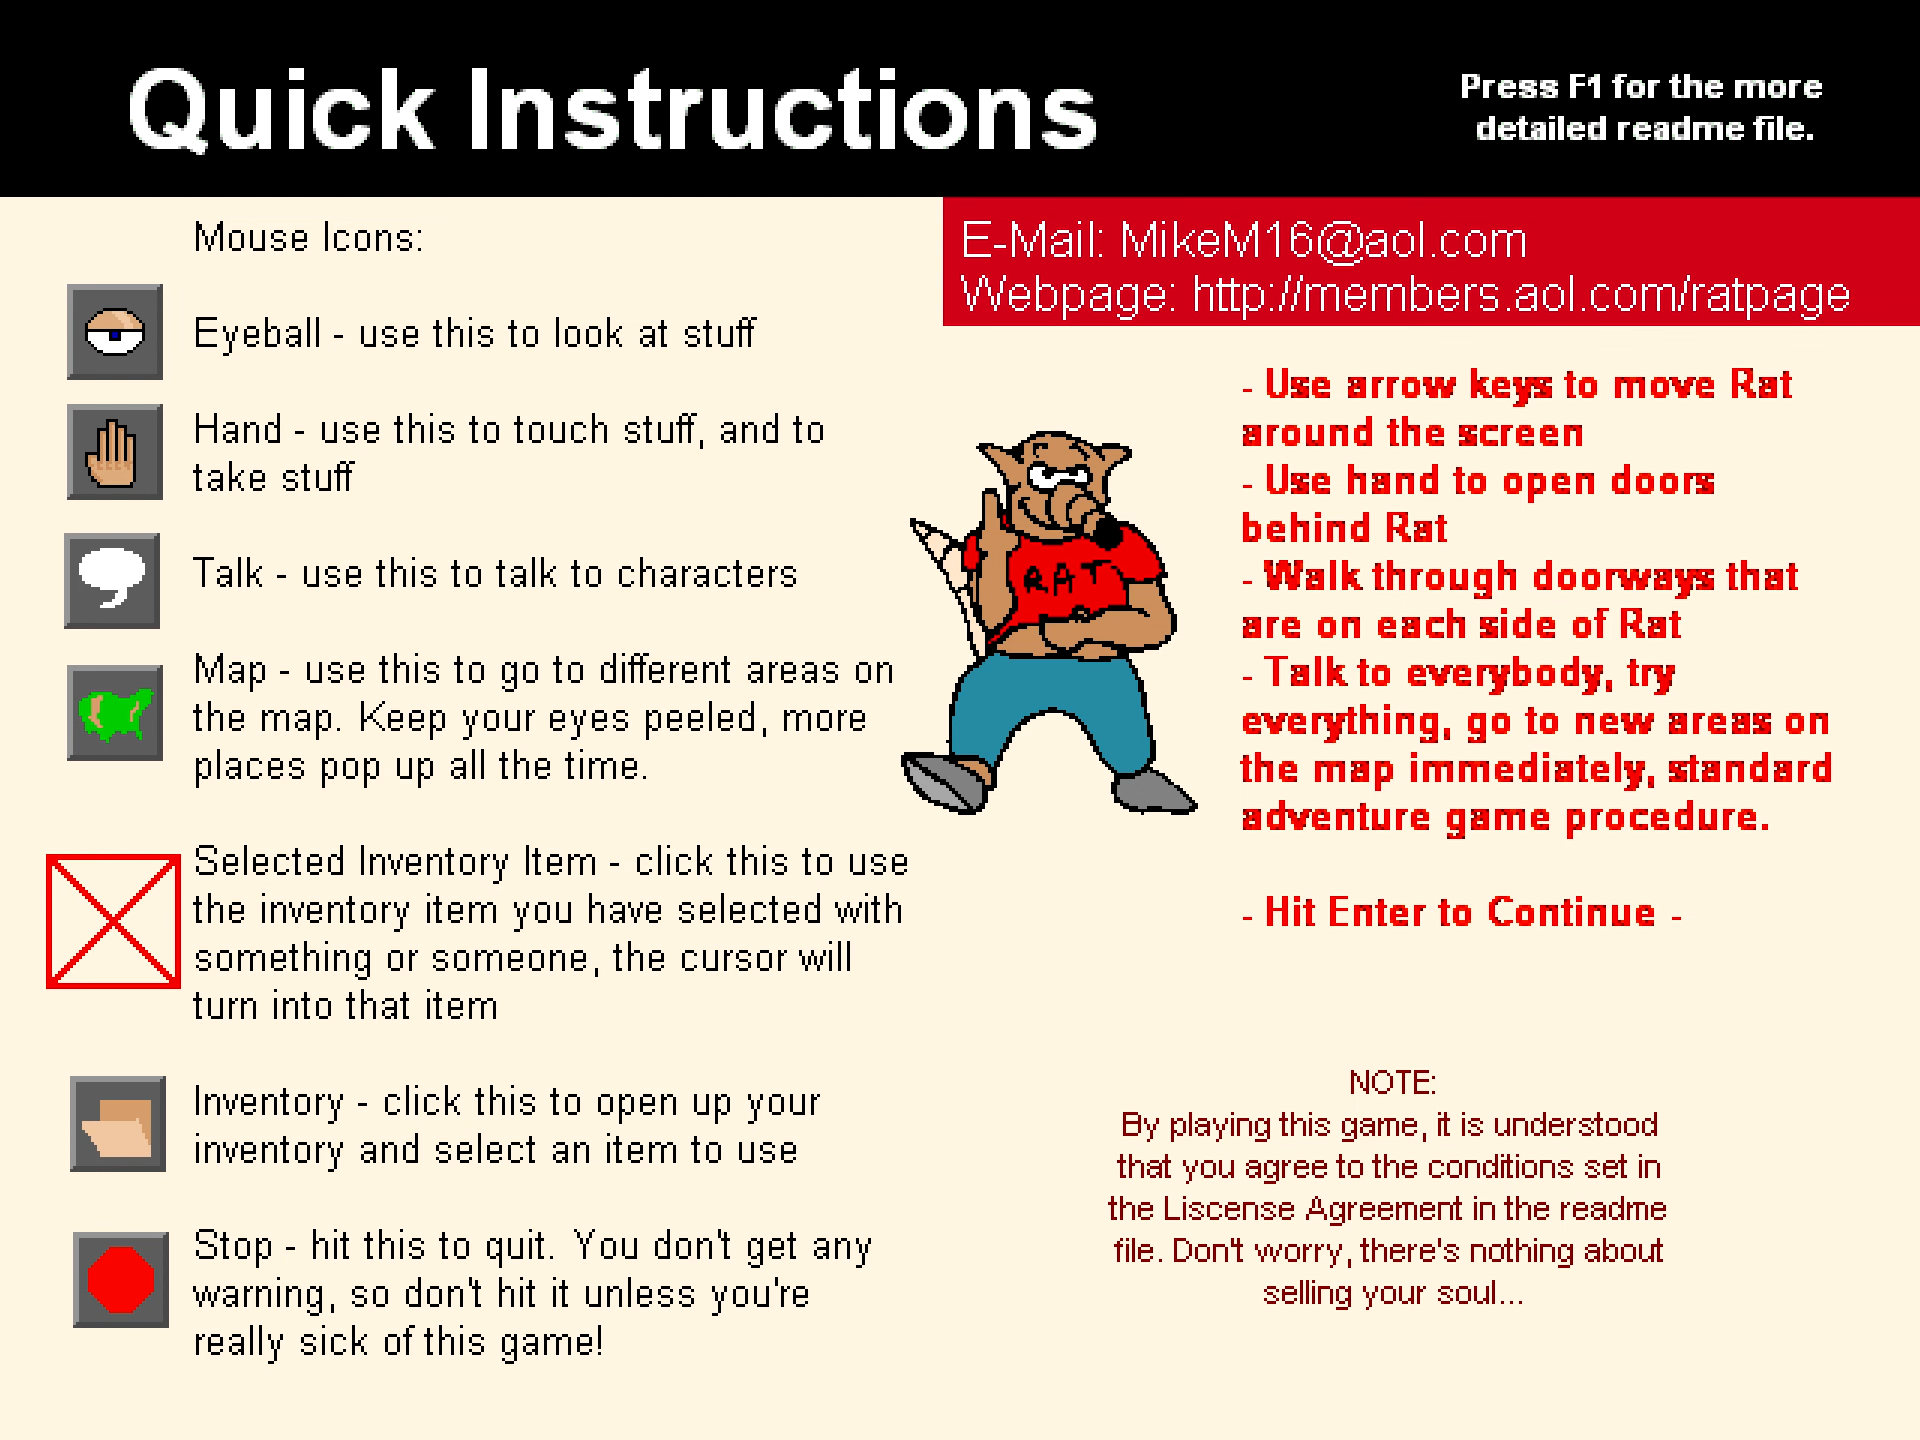 Quick Instructions
Press F1 for the more
detailed readme file.
E-Mail: MikeM16@aol.com
Webpage: http://members.aol.com/ratpage
Mouse Icons:
Eyeball - use this to look at stuff
Hand - use this to touch stuff, and to
take stuff
Talk - use this to talk to characters
Map - use this to go to different areas on
the map. Keep your eyes peeled, more
places pop up all the time.
Selected Inventory Item - click this to use
the inventory item you have selected with
something or someone, the cursor will
turn into that item
Inventory - click this to open up your
inventory and select an item to use
Stop - hit this to quit. You don't get any
warning, so don't hit it unless you're
really sick of this game!
RAT
- Use arrow keys to move Rat
around the screen
- Use hand to open doors
behind Rat
- Walk through doorways that
are on each side of Rat
- Talk to everybody, try
everything, go to new areas on
the map immediately, standard
adventure game procedure.
- Hit Enter to Continue -
NOTE:
By playing this game, it is understood
that you agree to the conditions set in
the Liscense Agreement in the readme
file. Don't worry, there's nothing about
selling your soul...